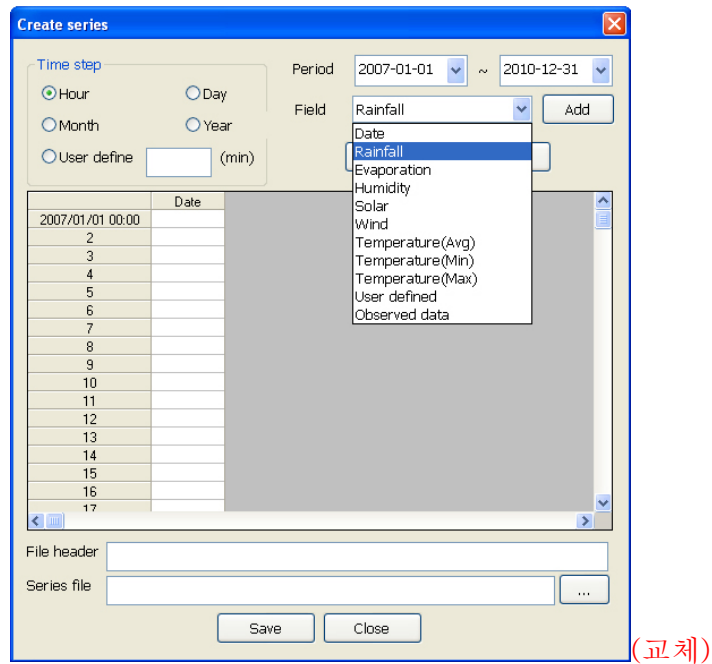 Create series
Time step
Hour
Day
Month
Year
User define
(min)
Period
2007-01-01
~
2010-12-31
Field
Rainfall
Add
Date
Rainfall
Evaporation
Humidity
Solar
Wind
Temperature(Avg)
Temperature(Min)
Temperature(Max)
User defined
Observed data
Date
2007/01/01 00:00
2
3
4
5
6
7
8
9
10
11
12
13
14
15
16
17
File header
Series file
...
Save
Close
(교체)